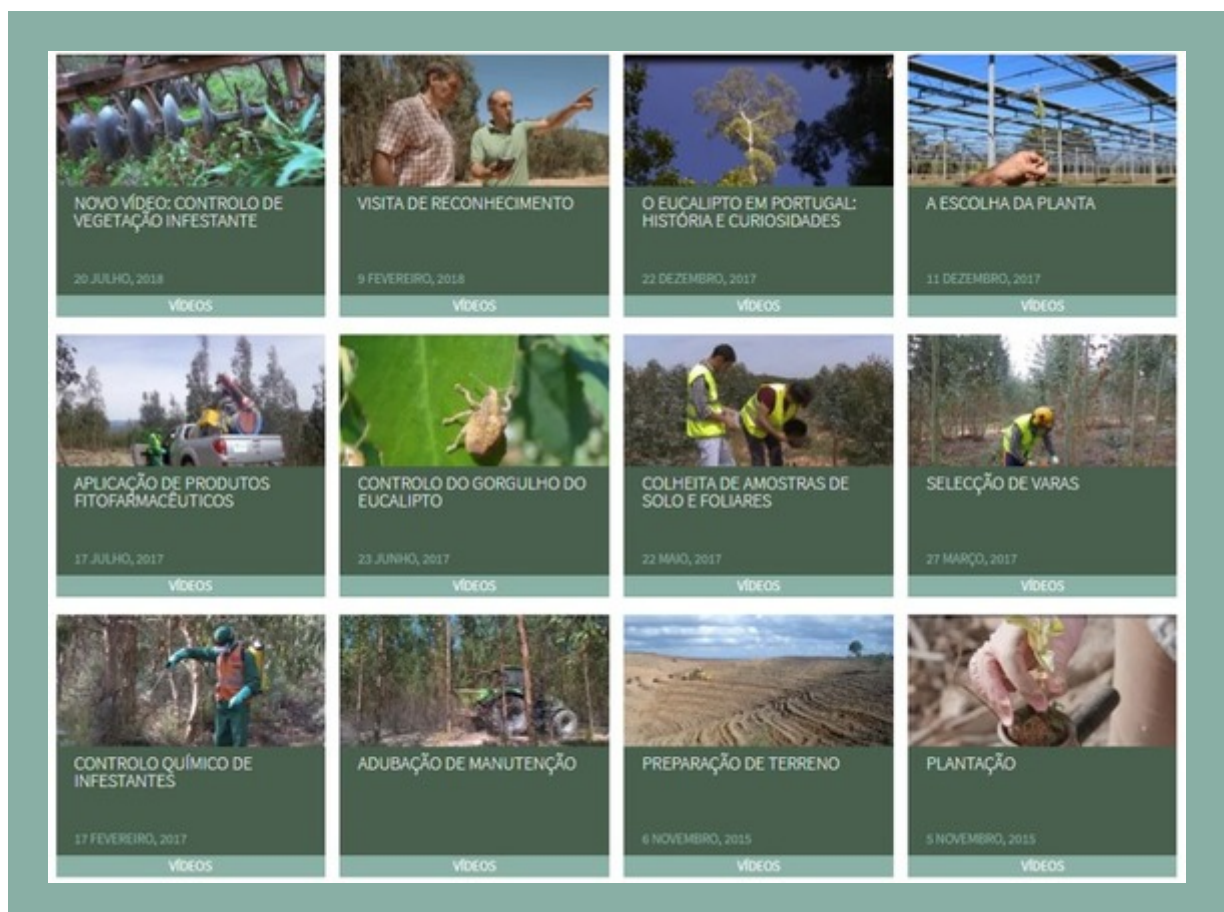 NOVO VÍDEO: CONTROLO DE
VEGETAÇÃO INFESTANTE
20 JULHO, 2018
VÍDEOS
VISITA DE RECONHECIMENTO
9 FEVEREIRO, 2018
VÍDEOS
O EUCALIPTO EM PORTUGAL:
HISTÓRIA E CURIOSIDADES
22 DEZEMBRO, 2017
VÍDEOS
A ESCOLHA DA PLANTA
11 DEZEMBRO, 2017
VÍDEOS
APLICAÇÃO DE PRODUTOS
FITOFARMACÊUTICOS
17 JULHO, 2017
VÍDEOS
CONTROLO DO GORGULHO DO
EUCALIPTO
23 JUNHO, 2017
VÍDEOS
COLHEITA DE AMOSTRAS DE
SOLO E FOLIARES
22 MAIO, 2017
VÍDEOS
SELECÇÃO DE VARAS
27 MARÇO, 2017
VÍDEOS
CONTROLO QUÍMICO DE
INFESTANTES
17 FEVEREIRO, 2017
VÍDEOS
ADUBAÇÃO DE MANUTENÇÃO
VÍDEOS
PREPARAÇÃO DE TERRENO
6 NOVEMBRO, 2015
VÍDEOS
PLANTAÇÃO
5 NOVEMBRO, 2015
VÍDEOS